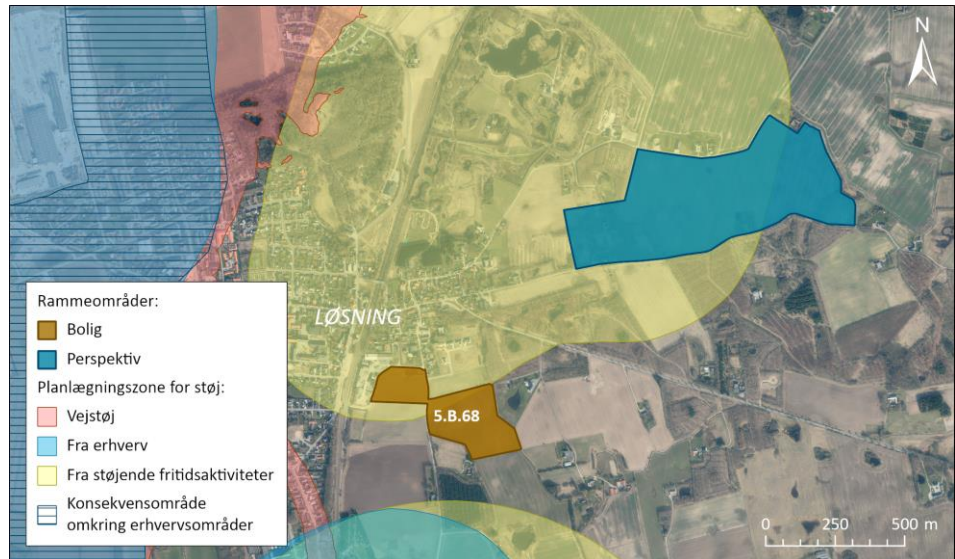 N
LØSNING
5.B.68
Rammeområder:
Bolig
Perspektiv
Planlægningszone for støj:
Vejstøj
Fra erhverv
Fra støjende fritidsaktiviteter
Konsekvensområde
omkring erhvervsområder
0 250 500 m